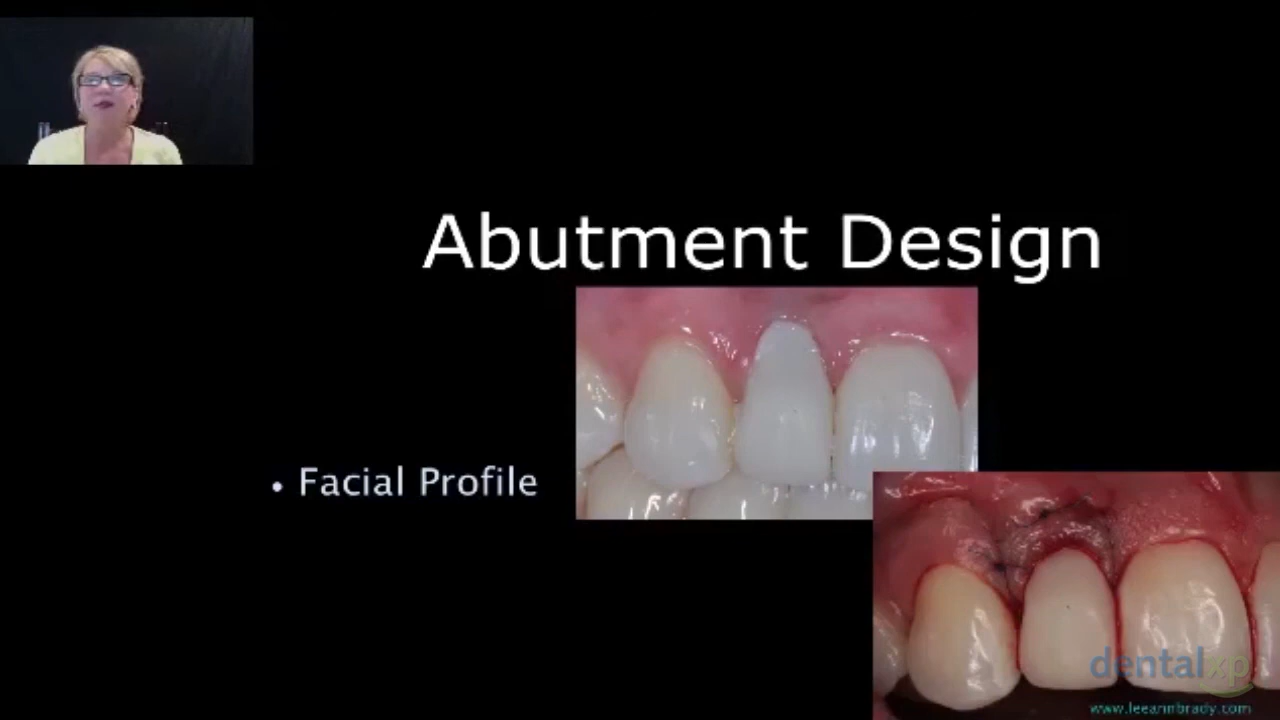 Abutment Design
• Facial Profile
dentalxp
www.leeannbrady.com